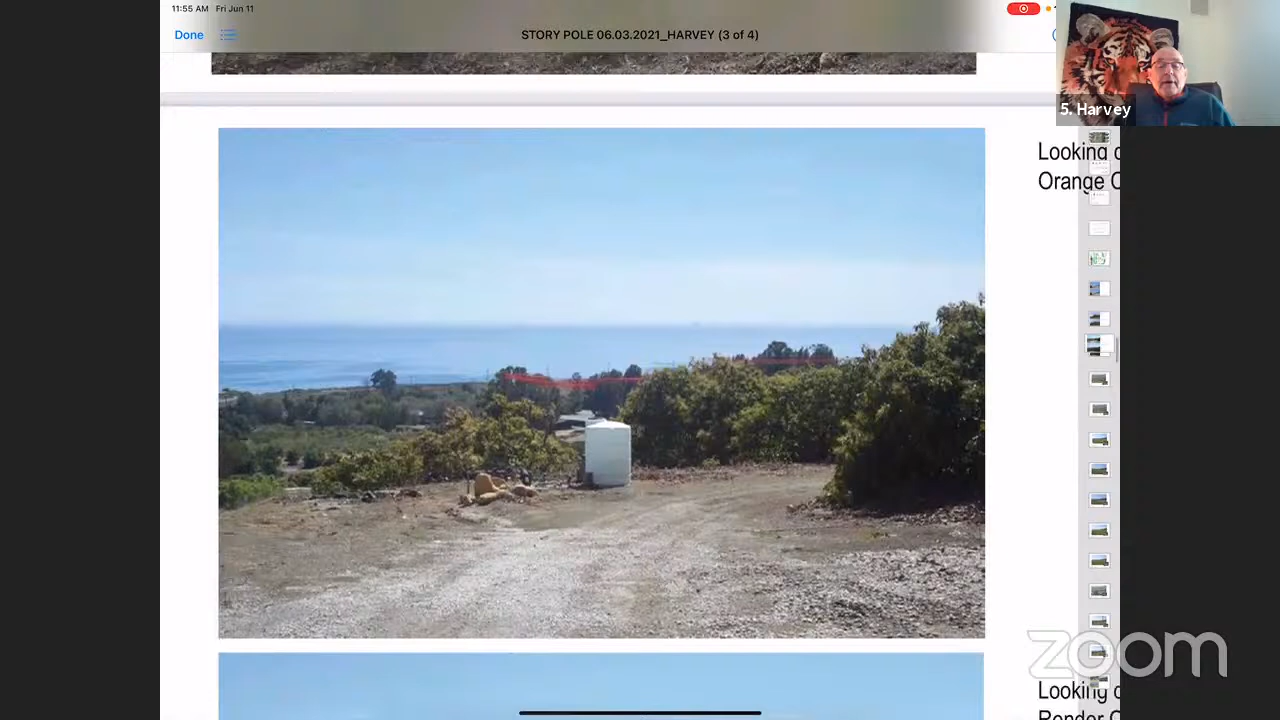 11:55 AM Fri Jun 11
Done
STORY POLE 06.03.2021_HARVEY (3 of 4)
5. Harvey
Looking
Orange
zoom
Looking
Render